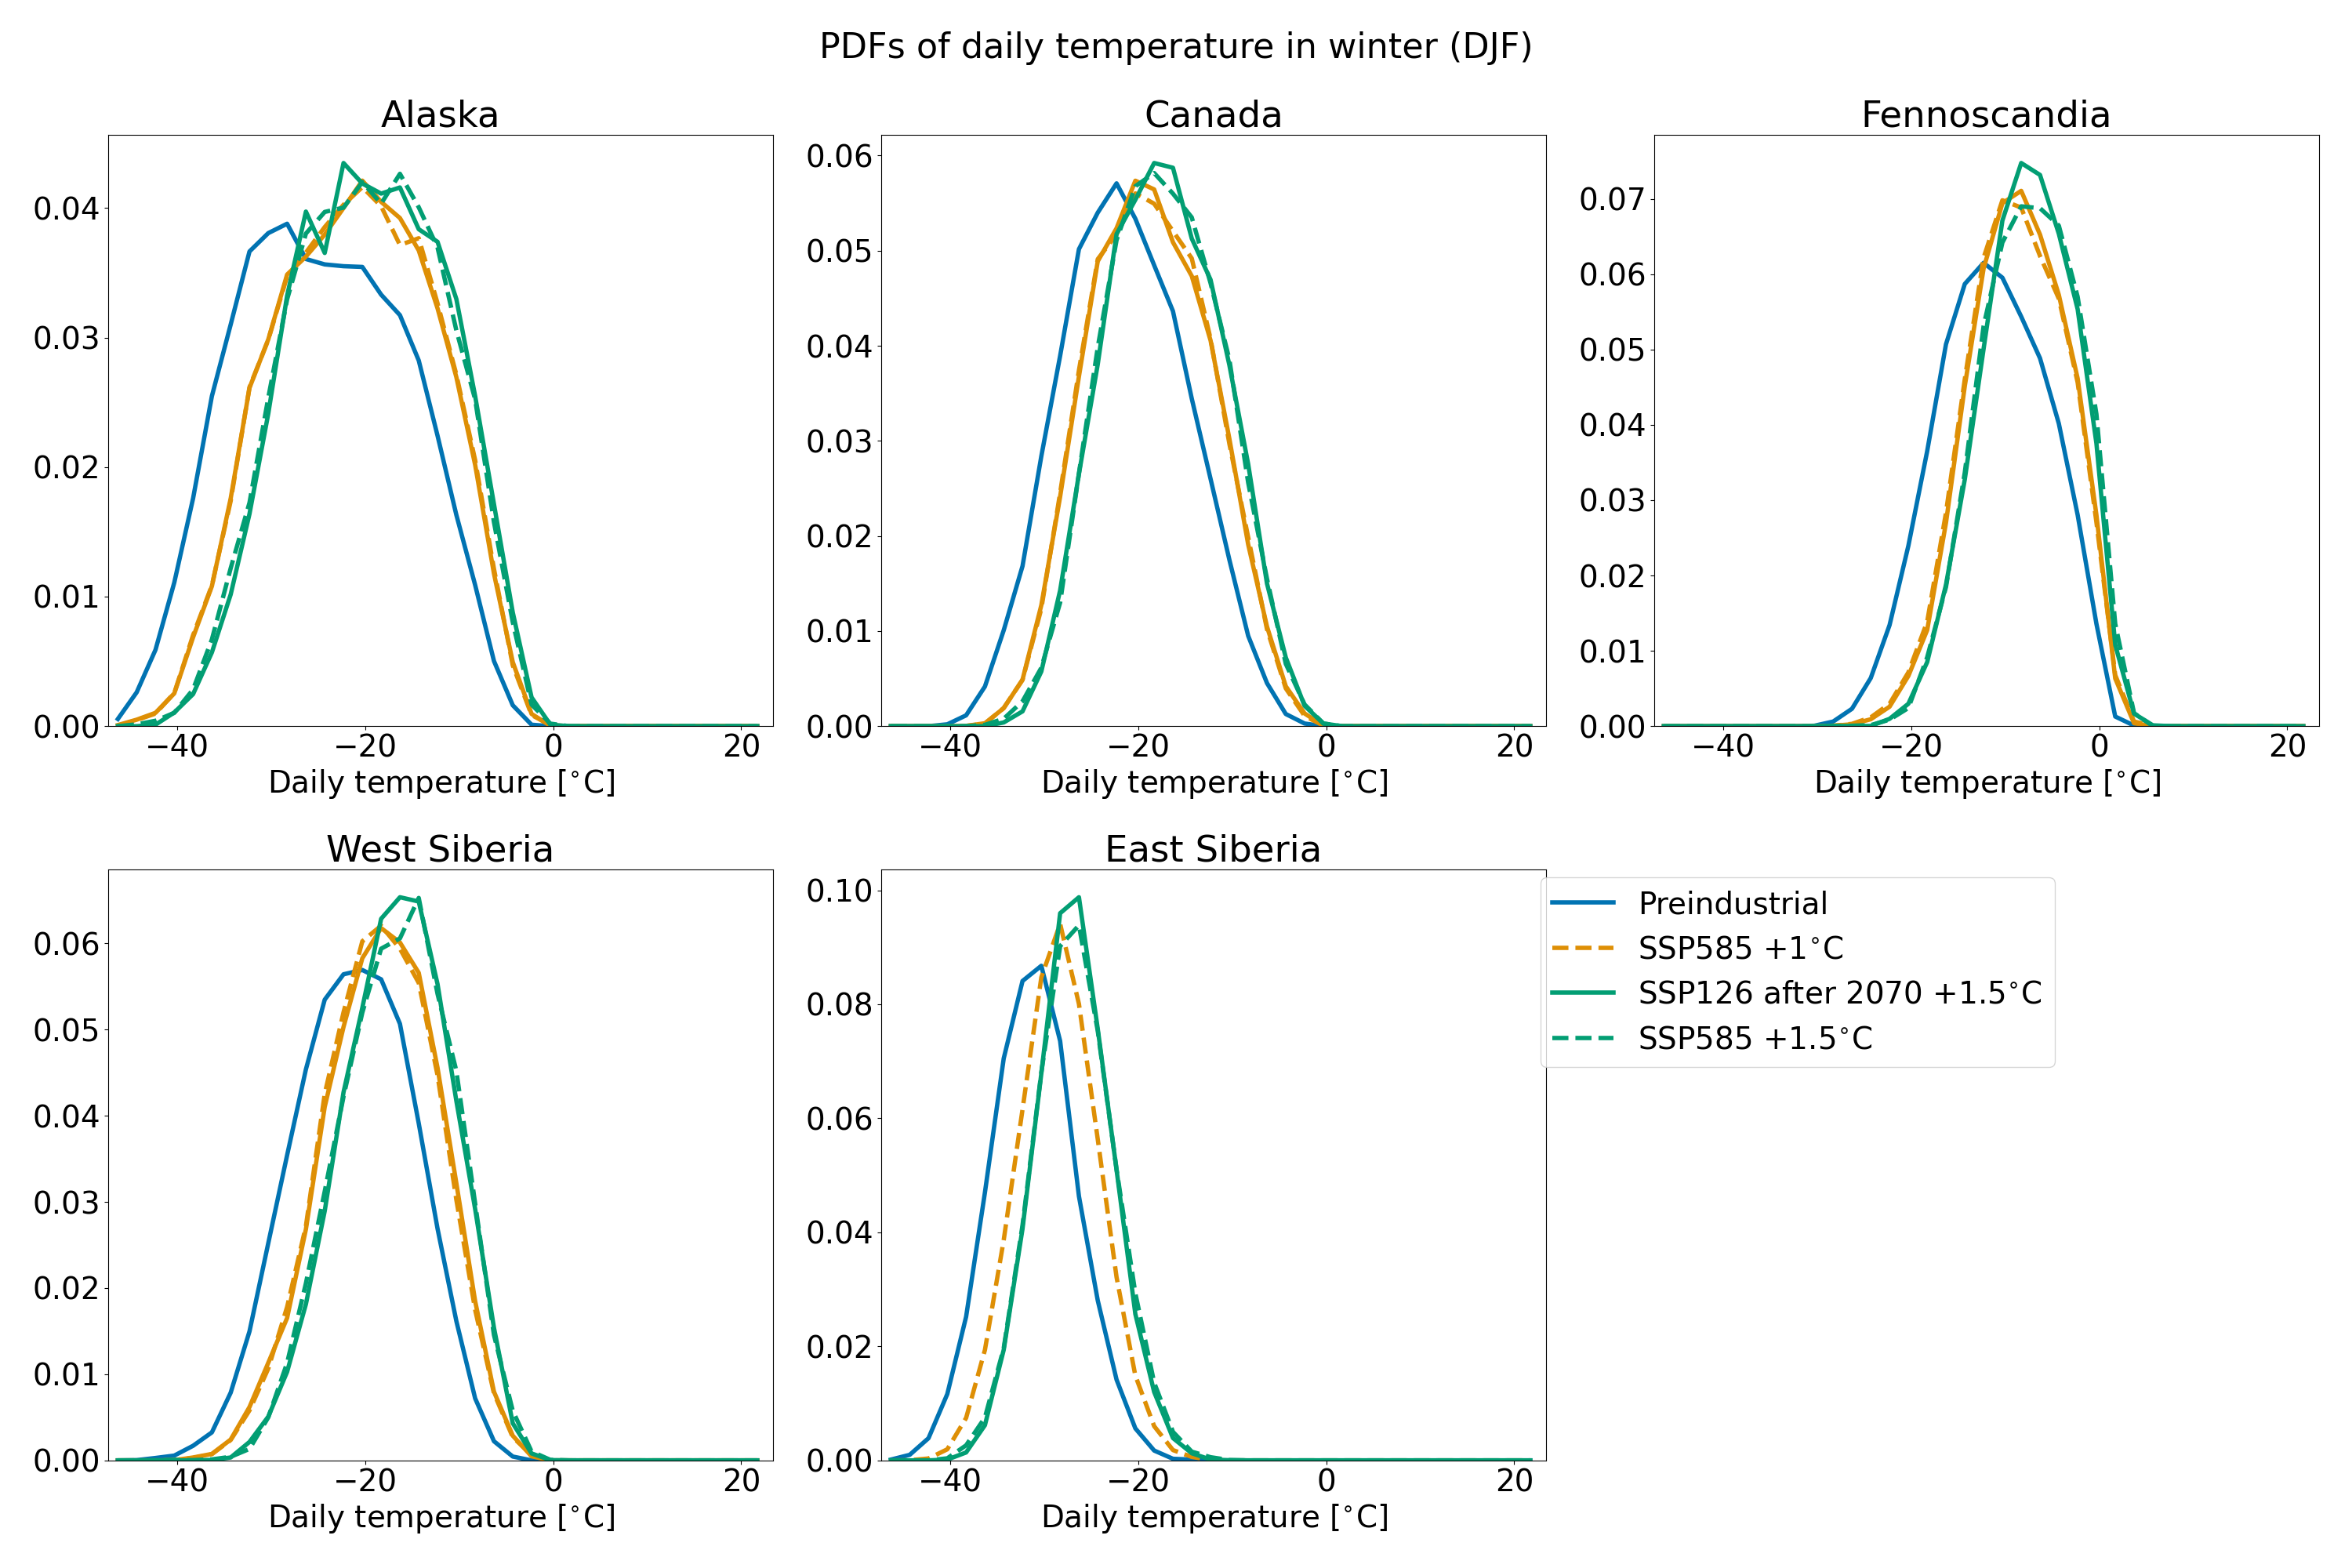 PDFs of daily temperature in winter (DJF)
Alaska
0.04
0.03
0.02
0.01
0.00
−40 −20 0 20
Daily temperature [°C]
Canada
0.06
0.05
0.04
0.03
0.02
0.01
0.00
−40 −20 0 20
Daily temperature [°C]
Fennoscandia
0.07
0.06
0.05
0.04
0.03
0.02
0.01
0.00
−40 −20 0 20
Daily temperature [°C]
West Siberia
0.06
0.05
0.04
0.03
0.02
0.01
0.00
−40 −20 0 20
Daily temperature [°C]
East Siberia
0.10
0.08
0.06
0.04
0.02
0.00
−40 −20 0 20
Daily temperature [°C]
Preindustrial
SSP585 +1°C
SSP126 after 2070 +1.5°C
SSP585 +1.5°C